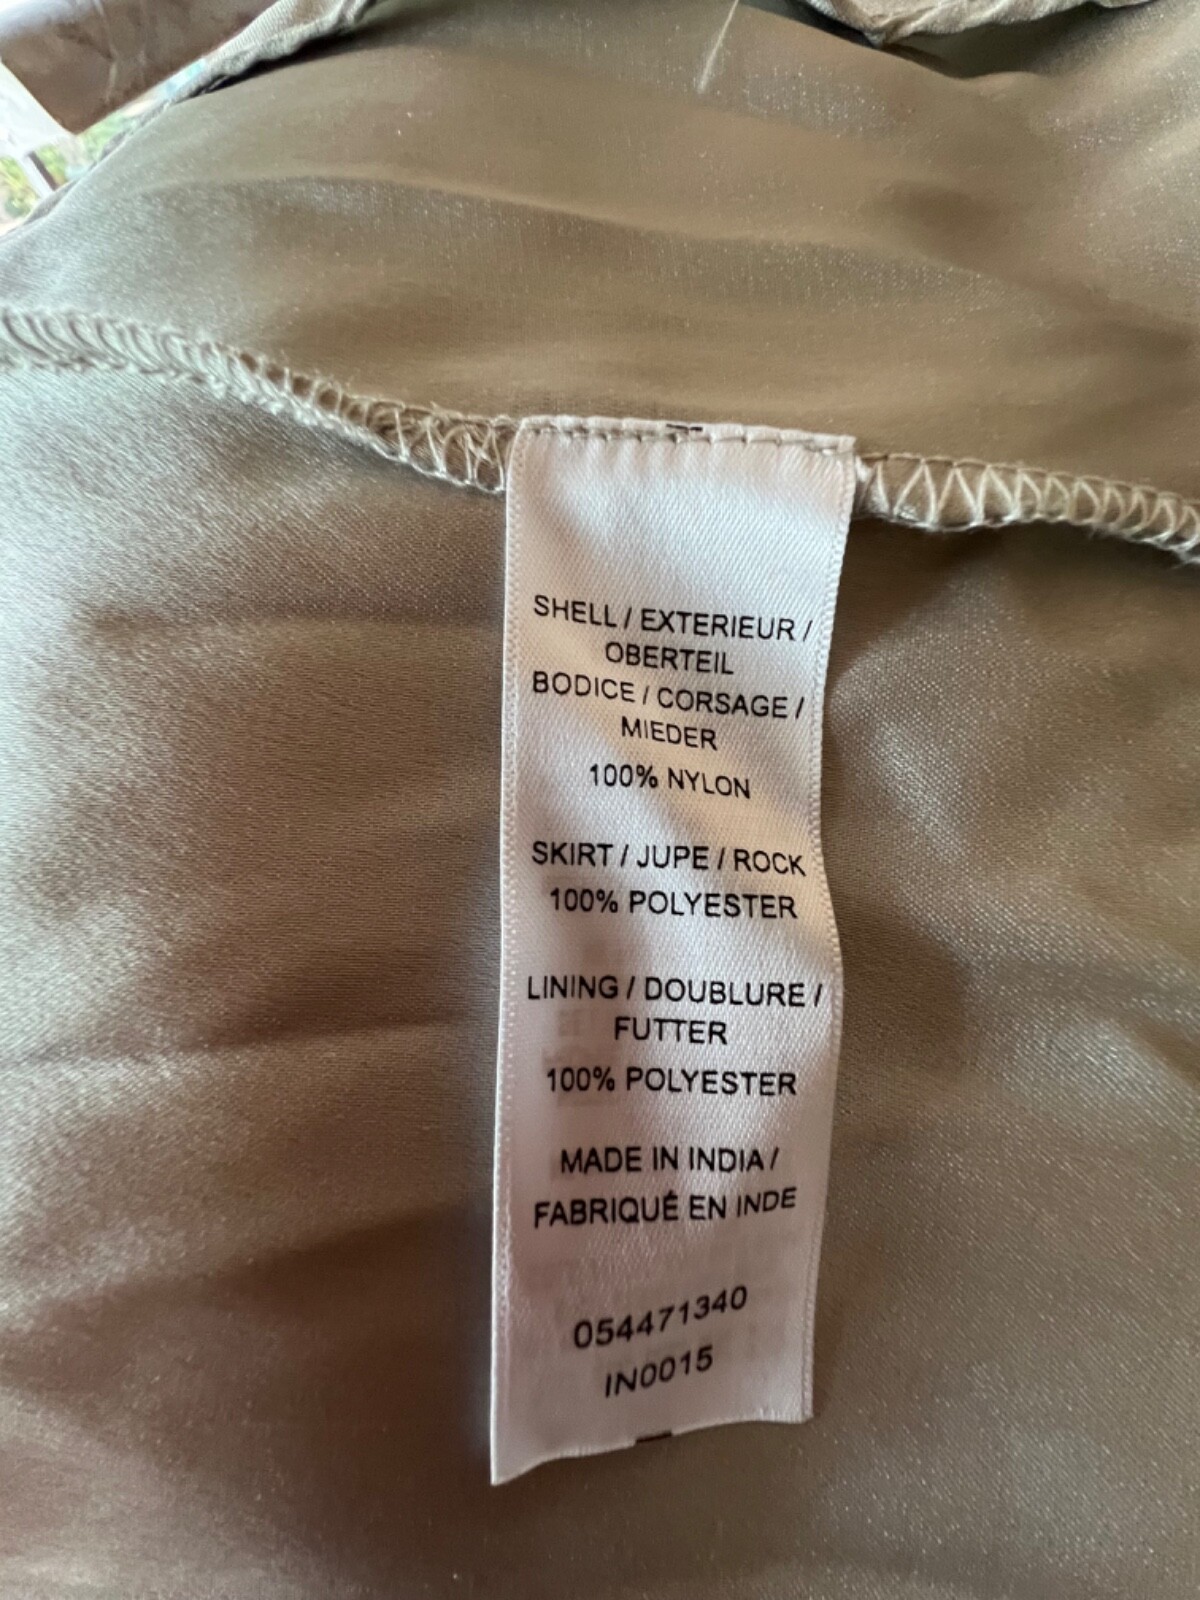 SHELL / EXTERIEUR /
OBERTEIL
BODICE / CORSAGE /
MIEDER
100% NYLON
SKIRT / JUPE / ROCK
100% POLYESTER
LINING / DOUBLURE /
FUTTER
100% POLYESTER
MADE IN INDIA /
FABRIQUÉ EN INDE
054471340
IN0015